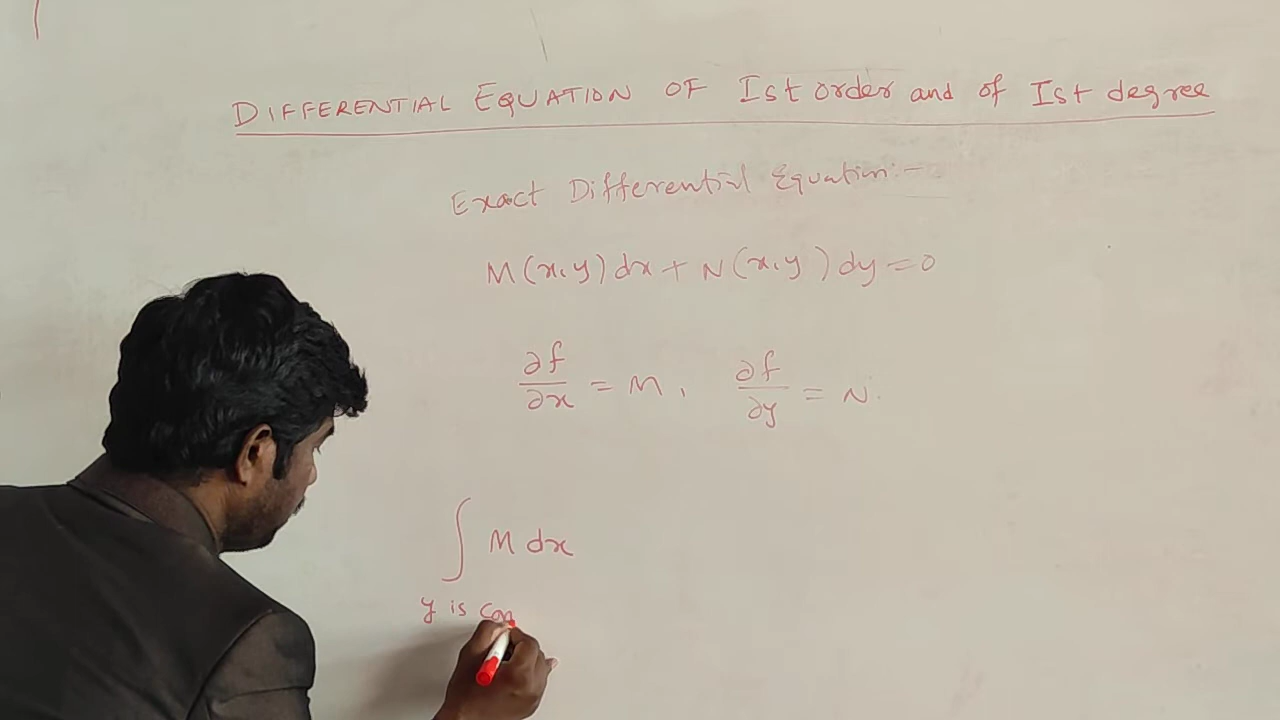 DIFFERENTIAL EQUATION OF Ist order and of Ist degree
Exact Differential Equation:-
M(x,y)dx+N(x,y)dy=0
∂f/∂x = M, ∂f/∂y = N.
∫ M dx
y is con